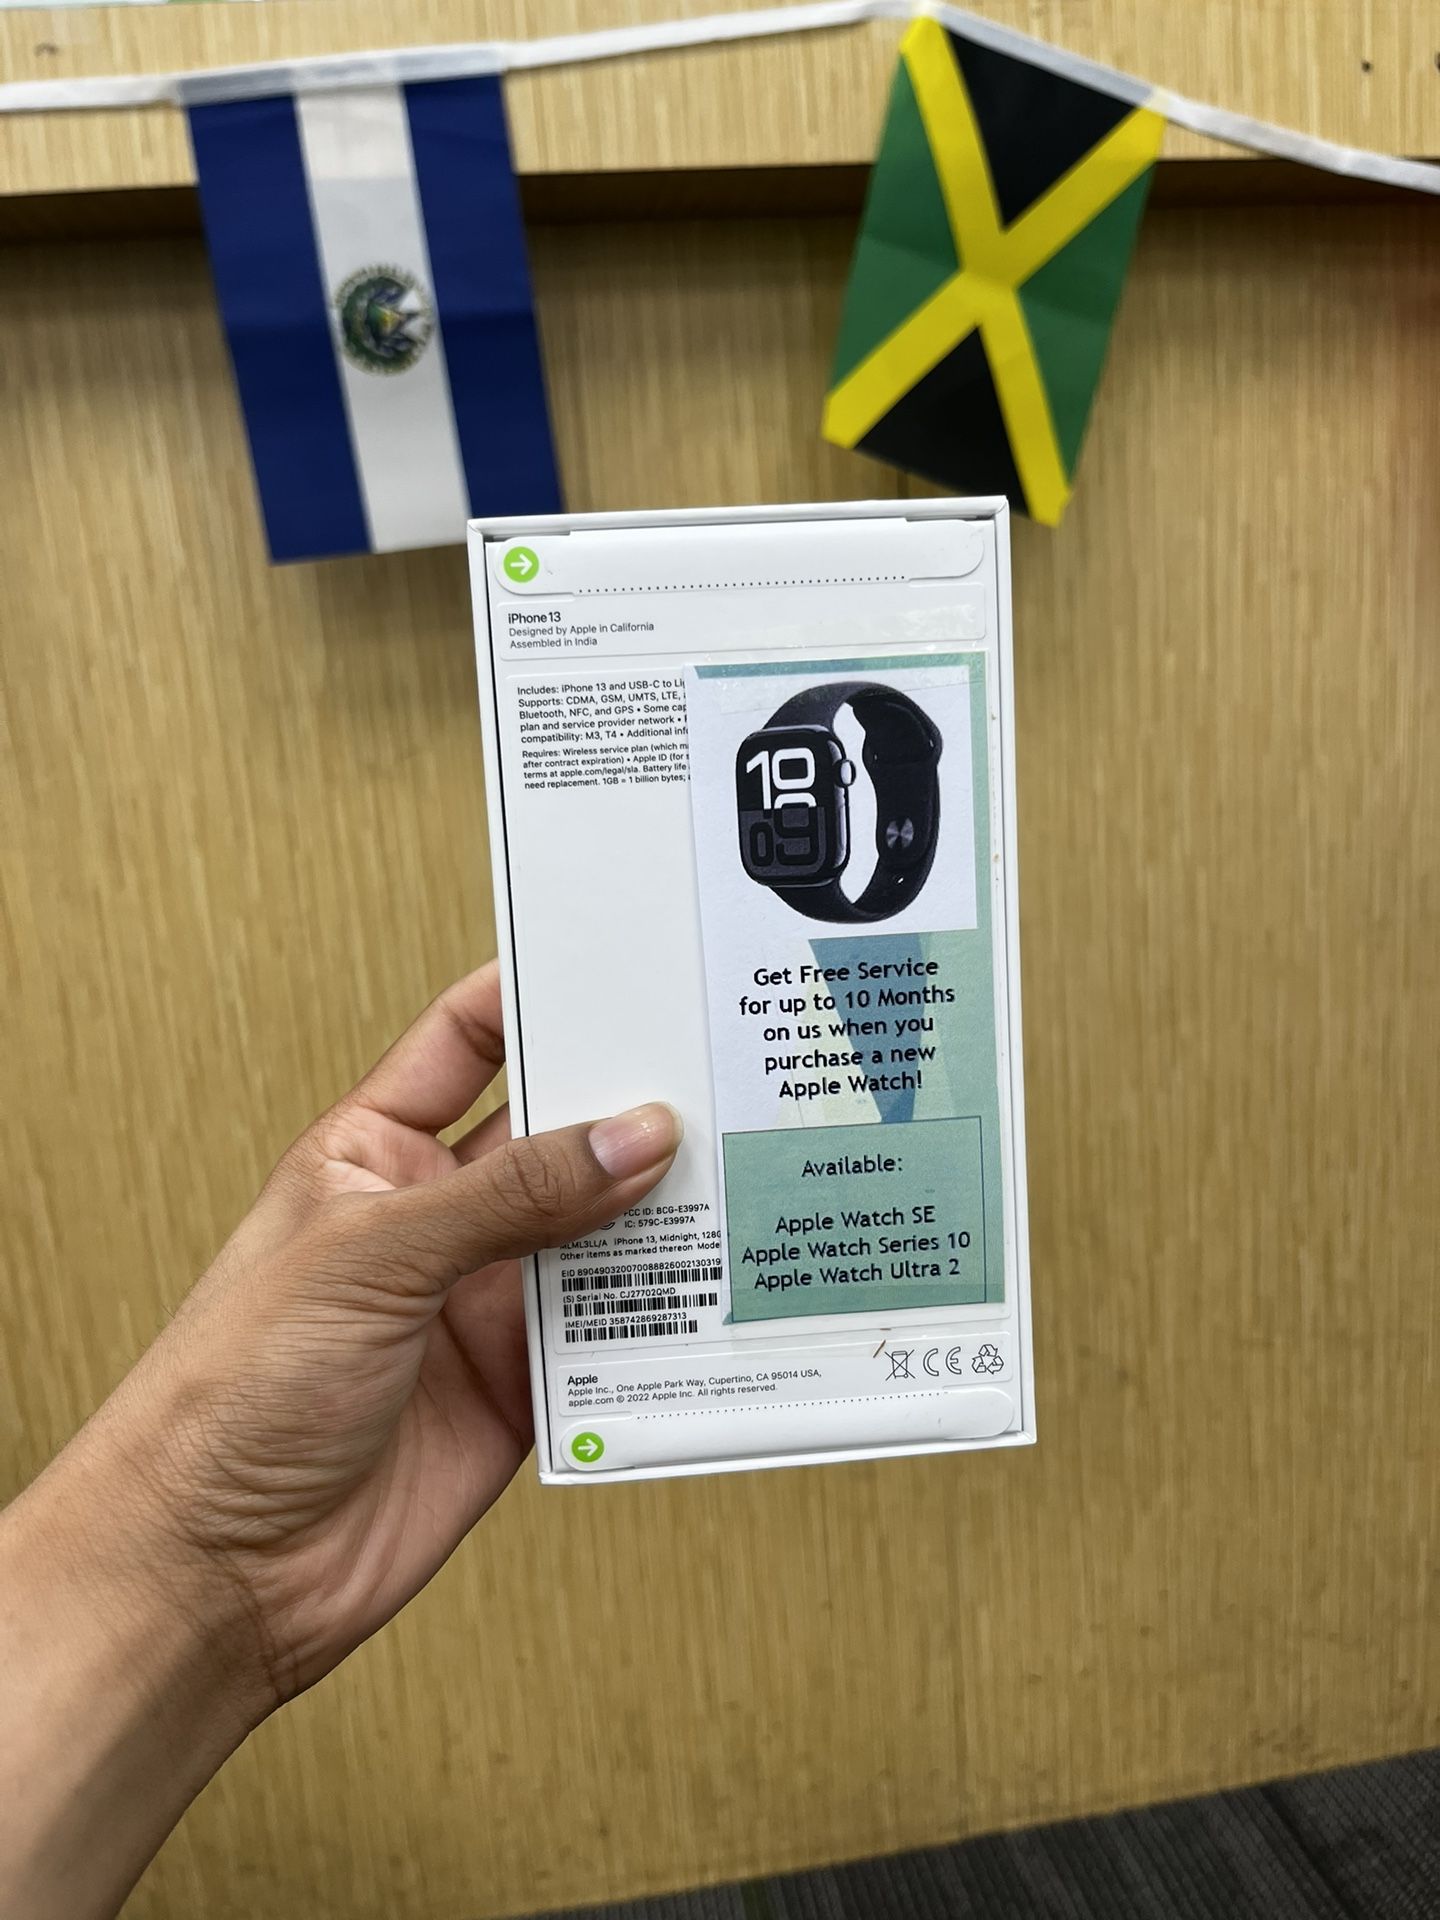 iPhone 13
Designed by Apple in California
Assembled in India
Includes: iPhone 13 and USB-C to
Supports: CDMA, GSM, UMTS, LTE,
Bluetooth, NFC, and GPS • Some
plan and service provider network •
compatibility: M3, T4 • Additional
Requires: Wireless service plan (which
after contract expiration) • Apple ID (for
terms at apple.com/legal/sla. Battery life
need replacement. 1GB = 1 billion bytes;
10
09
Get Free Service
for up to 10 Months
on us when you
purchase a new
Apple Watch!
Available:
Apple Watch SE
Apple Watch Series 10
Apple Watch Ultra 2
FCC ID: BCG-E3997A
IC: 579C-E3997A
MLML3LL/A iPhone 13, Midnight,
Other items as marked thereon
EID 89049032007008882600213031
(S) Serial No. CJ27702QMD
IMEI/MEID 358742869287313
Apple
Apple Inc., One Apple Park Way, Cupertino, CA 95014 USA,
apple.com © 2022 Apple Inc. All rights reserved.
CE